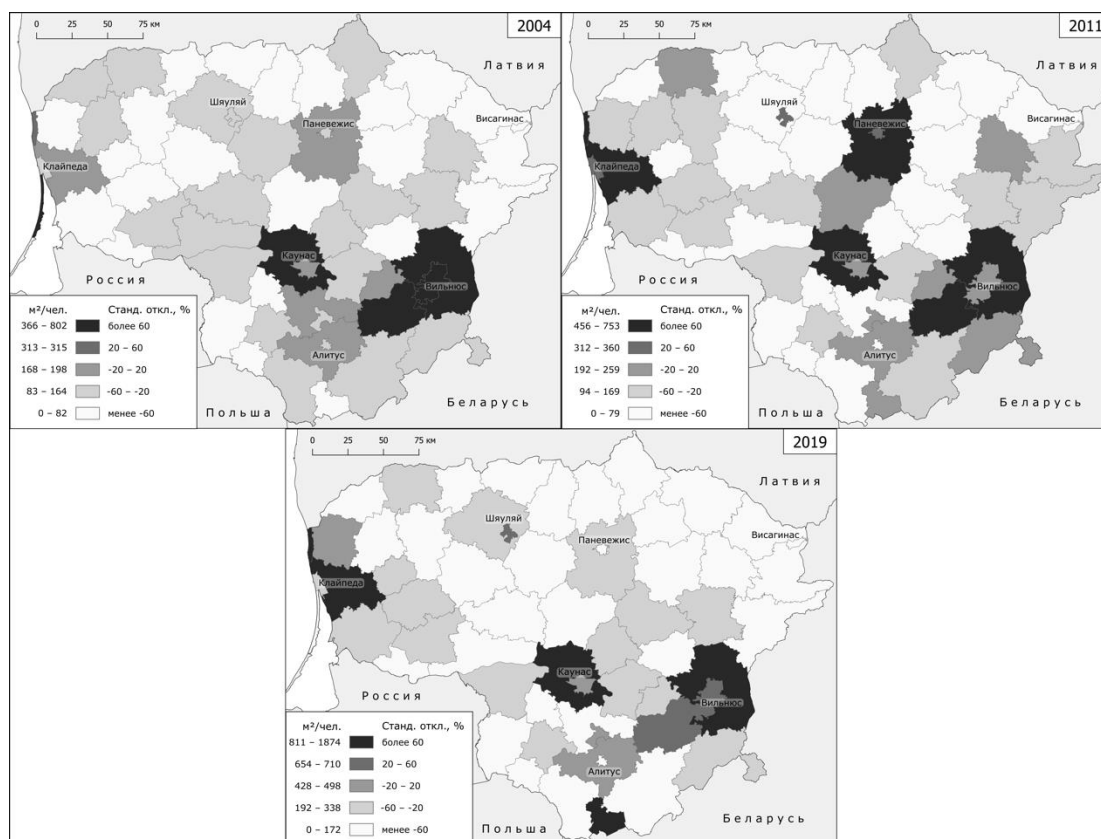 0 25 50 75 км
2004
Латвия
Шяуляй
Паневежис
Висагинас
Клайпеда
Каунас
Вильнюс
Россия
Алитус
Польша
Беларусь
м²/чел. Станд. откл., %
366 – 802 более 60
313 – 315 20 – 60
168 – 198 -20 – 20
83 – 164 -60 – -20
0 – 82 менее -60
0 25 50 75 км
2011
Латвия
Шяуляй
Паневежис
Висагинас
Клайпеда
Каунас
Вильнюс
Россия
Алитус
Польша
Беларусь
м²/чел. Станд. откл., %
456 – 753 более 60
312 – 360 20 – 60
192 – 259 -20 – 20
94 – 169 -60 – -20
0 – 79 менее -60
0 25 50 75 км
2019
Латвия
Шяуляй
Паневежис
Висагинас
Клайпеда
Каунас
Вильнюс
Россия
Алитус
Польша
Беларусь
м²/чел. Станд. откл., %
811 – 1874 более 60
654 – 710 20 – 60
428 – 498 -20 – 20
192 – 338 -60 – -20
0 – 172 менее -60